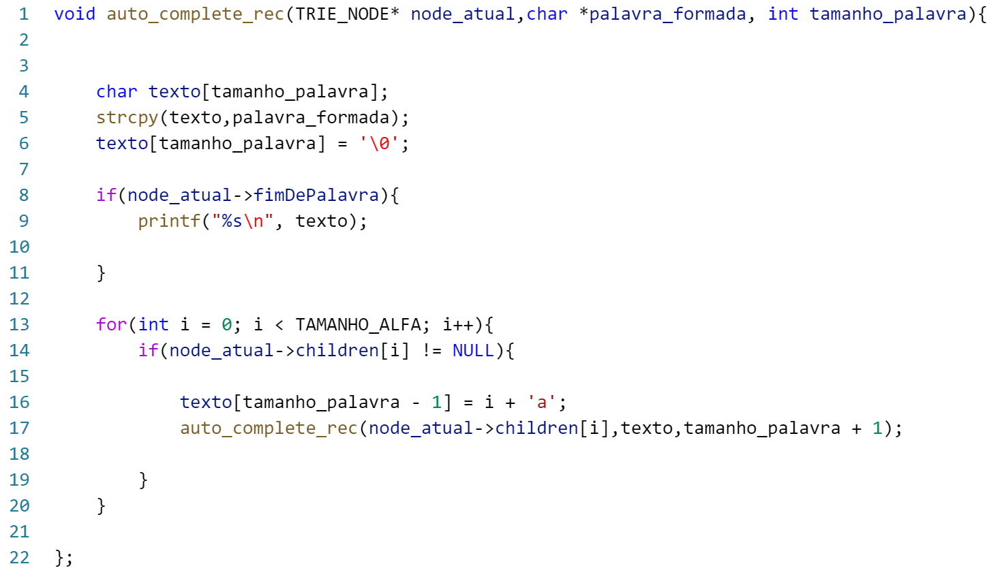 1 void auto_complete_rec(TRIE_NODE* node_atual,char *palavra_formada, int tamanho_palavra){
2
3
4     char texto[tamanho_palavra];
5     strcpy(texto,palavra_formada);
6     texto[tamanho_palavra] = '\0';
7
8     if(node_atual->fimDePalavra){
9         printf("%s\n", texto);
10
11     }
12
13     for(int i = 0; i < TAMANHO_ALFA; i++){
14         if(node_atual->children[i] != NULL){
15
16             texto[tamanho_palavra - 1] = i + 'a';
17             auto_complete_rec(node_atual->children[i],texto,tamanho_palavra + 1);
18
19         }
20     }
21
22 };